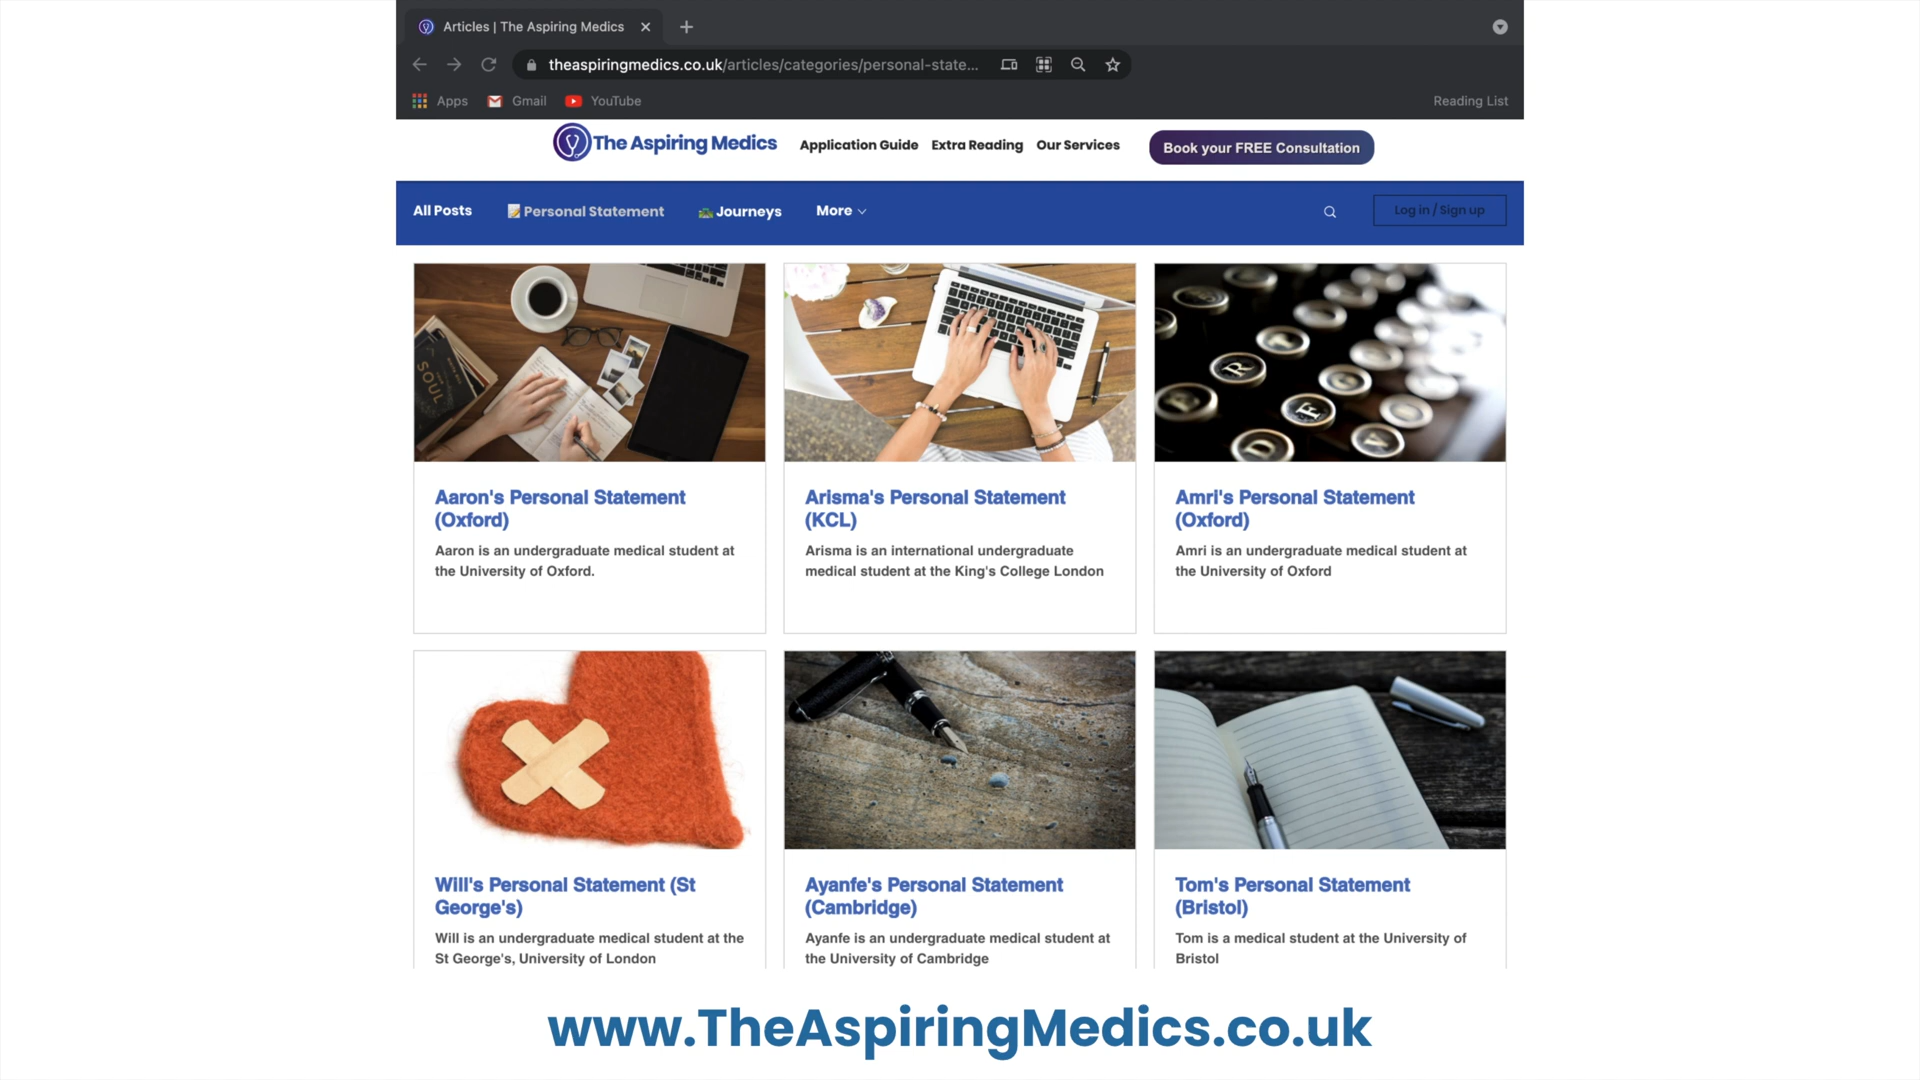 Articles | The Aspiring Medics
theaspiringmedics.co.uk/articles/categories/personal-state...
Apps
Gmail
YouTube
Reading List
The Aspiring Medics
Application Guide
Extra Reading
Our Services
Book your FREE Consultation
All Posts
Personal Statement
Journeys
More
Log in / Sign up
SOUL
R
T
E
F
D
V
Aaron's Personal Statement
(Oxford)
Aaron is an undergraduate medical student at
the University of Oxford.
Arisma's Personal Statement
(KCL)
Arisma is an international undergraduate
medical student at the King's College London
Amri's Personal Statement
(Oxford)
Amri is an undergraduate medical student at
the University of Oxford
Will's Personal Statement (St
George's)
Will is an undergraduate medical student at the
St George's, University of London
Ayanfe's Personal Statement
(Cambridge)
Ayanfe is an undergraduate medical student at
the University of Cambridge
Tom's Personal Statement
(Bristol)
Tom is a medical student at the University of
Bristol
www.TheAspiringMedics.co.uk